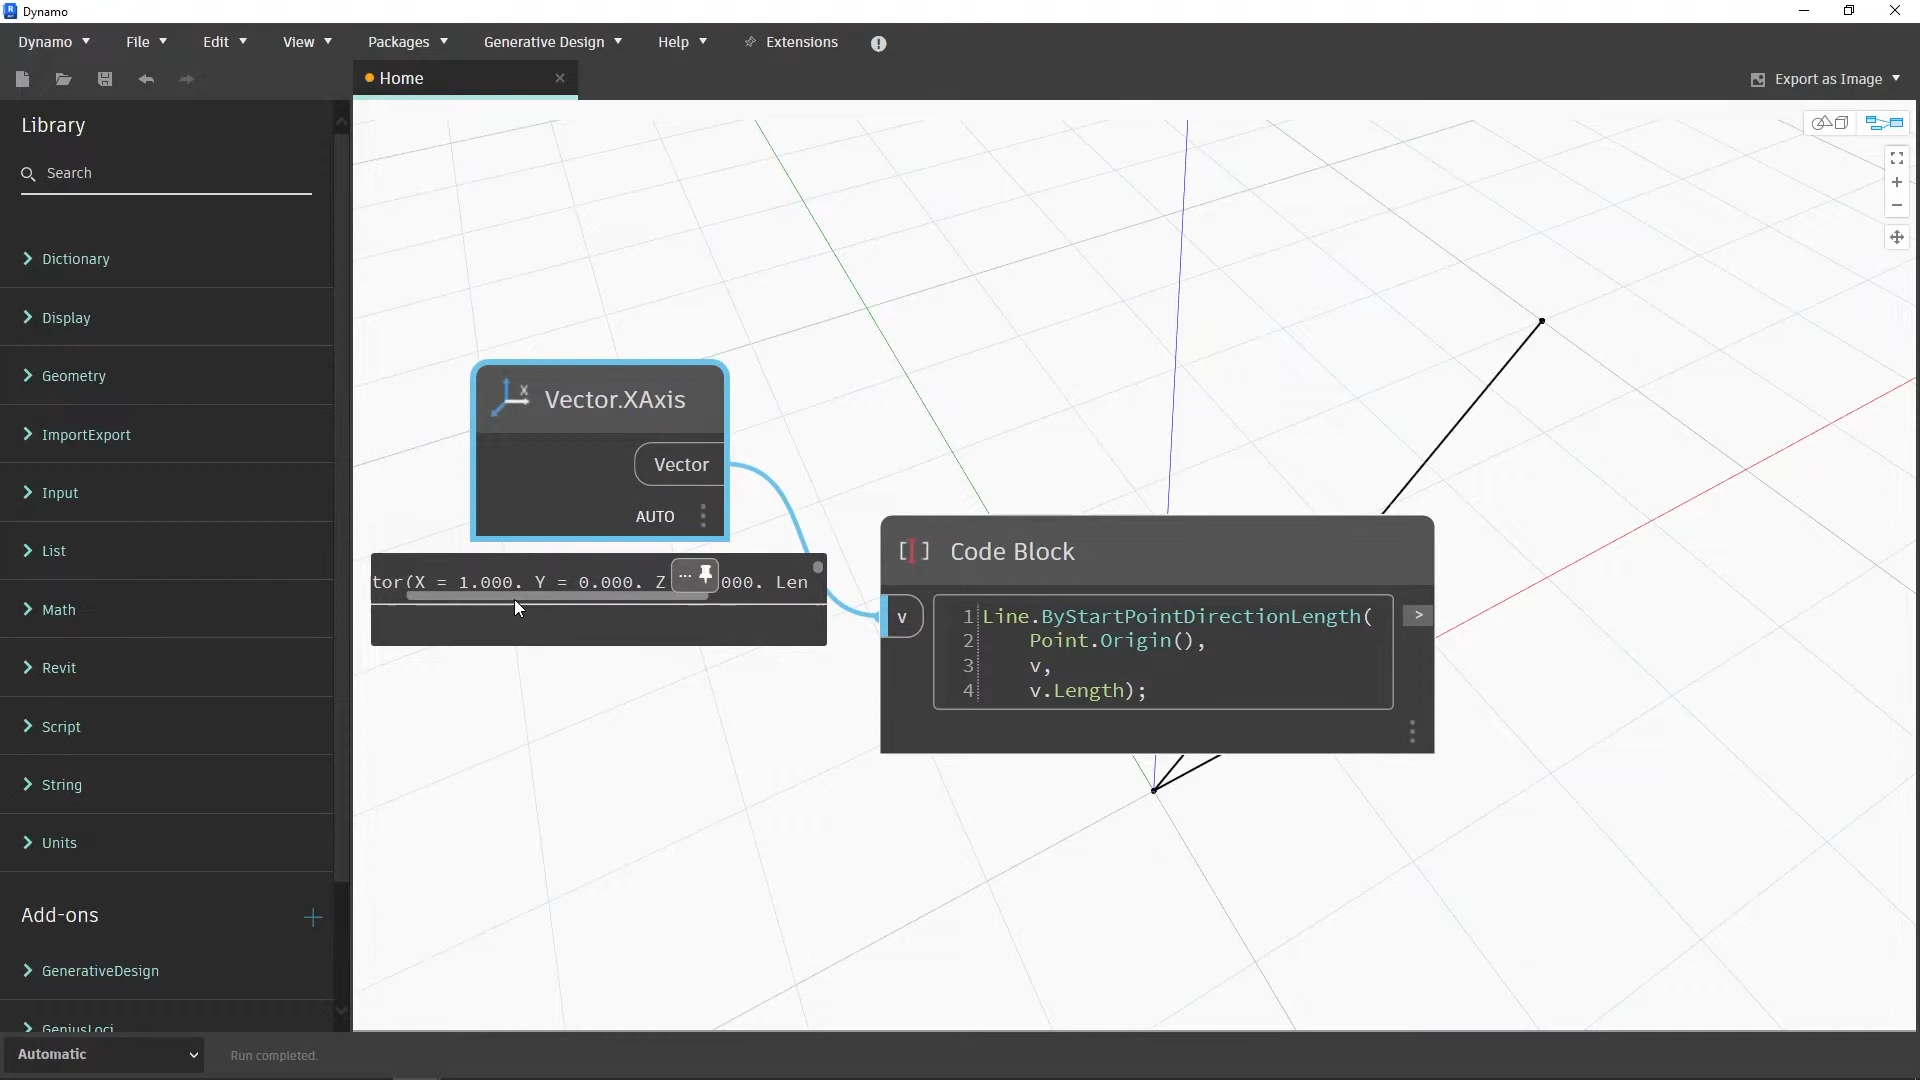 Dynamo
Dynamo File Edit View Packages Generative Design Help Extensions
Home
Export as Image
Library
Search
Dictionary
Display
Geometry
ImportExport
Input
List
Math
Revit
Script
String
Units
Add-ons
GenerativeDesign
GeniusLoci
Vector.XAxis
Vector
AUTO
tor(X = 1.000. Y = 0.000. Z ... 000. Len
[ ] Code Block
v
1 Line.ByStartPointDirectionLength(
2 Point.Origin(),
3 v,
4 v.Length);
>
Automatic
Run completed.